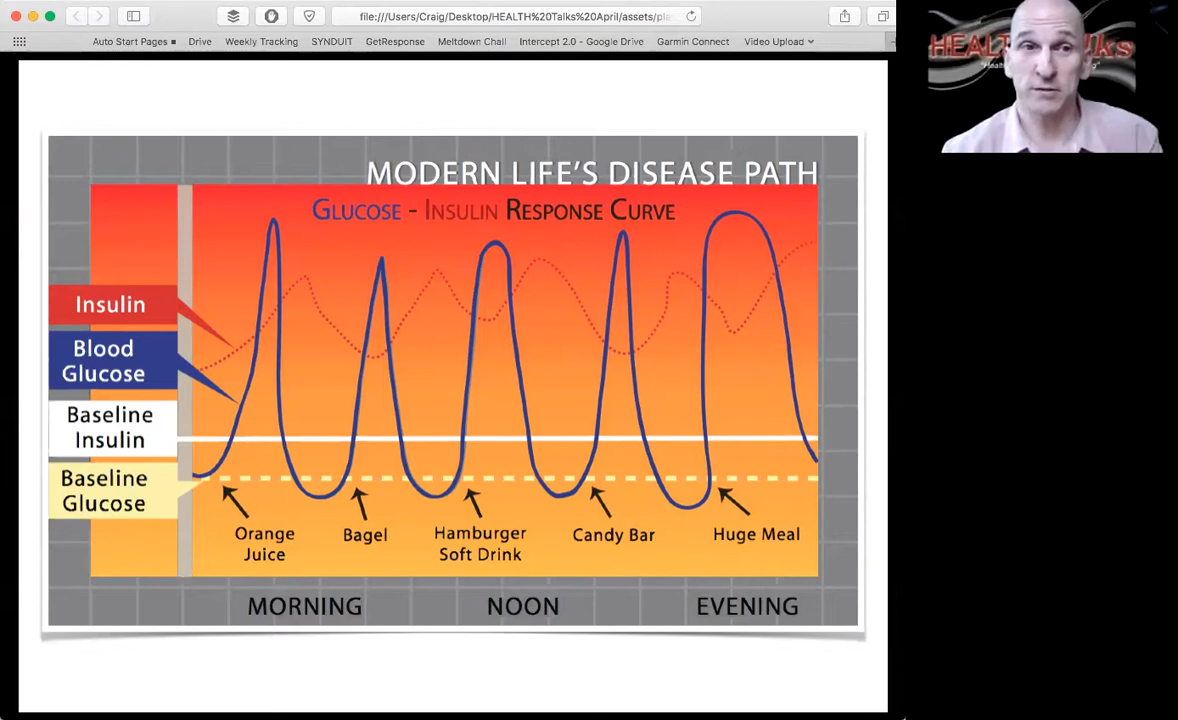 file:///Users/Craig/Desktop/HEALTH%20Talks%20April/assets/pla
Auto Start Pages
Drive
Weekly Tracking
SYNDUIT
GetResponse
Meltdown Chall
Intercept 2.0 - Google Drive
Garmin Connect
Video Upload
MODERN LIFE'S DISEASE PATH
GLUCOSE - INSULIN RESPONSE CURVE
Insulin
Blood
Glucose
Baseline
Insulin
Baseline
Glucose
Orange
Juice
Bagel
Hamburger
Soft Drink
Candy Bar
Huge Meal
MORNING
NOON
EVENING